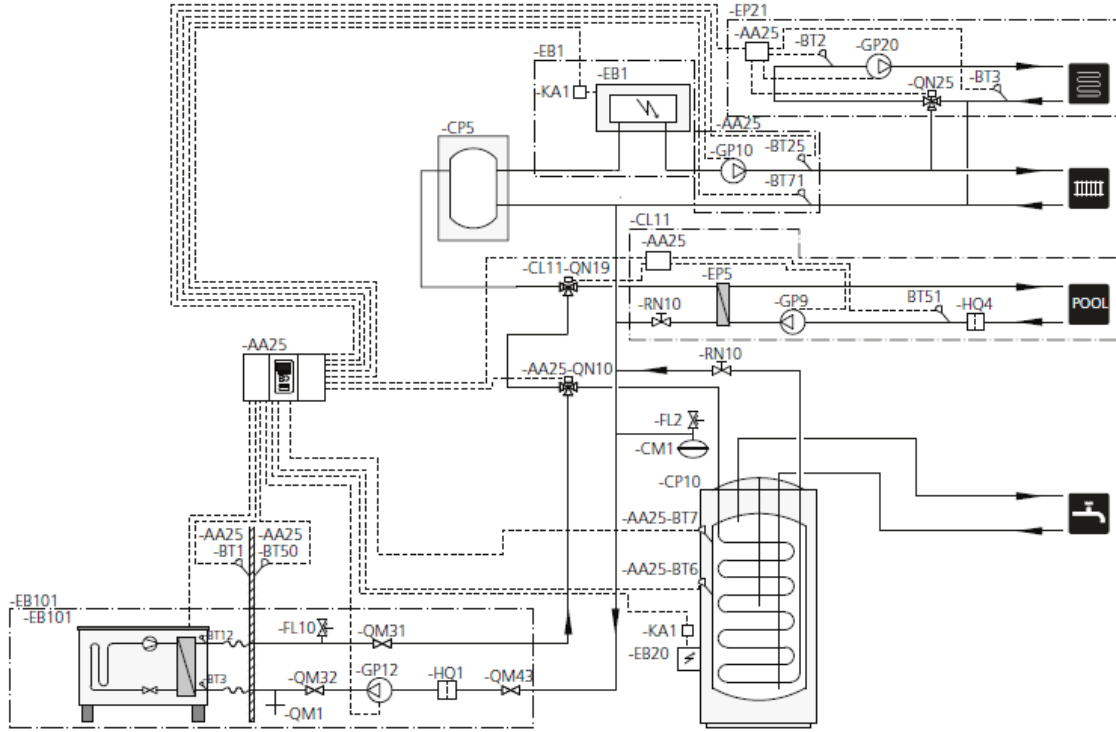 -EP21
-AA25
-BT2
-GP20
-EB1
-EB1
-QN25
-BT3
-KA1
-AA25
-CP5
-GP10
-BT25
-BT71
-CL11
-AA25
-CL11-QN19
-EP5
-RN10
-GP9
BT51
-HQ4
POOL
-AA25
-RN10
-AA25-QN10
-FL2
-CM1
-CP10
-AA25-BT7
-AA25
-AA25
-BT1
-BT50
-AA25-BT6
-EB101
-EB101
-FL10
-BT12
-QM31
-KA1
-EB20
-BT3
-QM32
-GP12
-HQ1
-QM43
-QM1